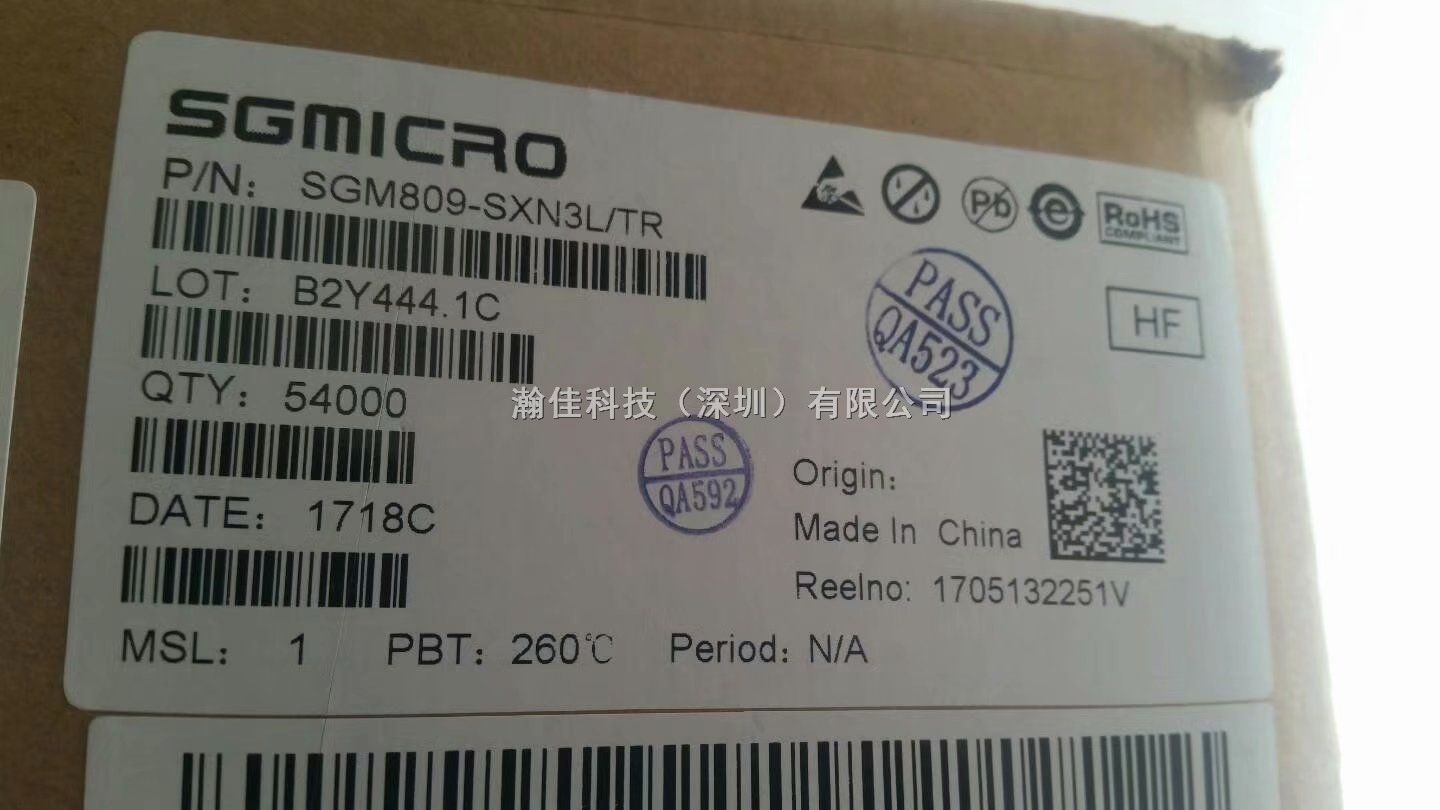 SGMICRO
P/N: SGM809-SXN3L/TR
LOT: B2Y444.1C
QTY: 54000
DATE: 1718C
MSL: 1 PBT: 260℃ Period: N/A
Pb
e
RoHS
COMPLIANT
HF
PASS
QA523
瀚佳科技（深圳）有限公司
PASS
QA592
Origin:
Made In China
Reelno: 1705132251V